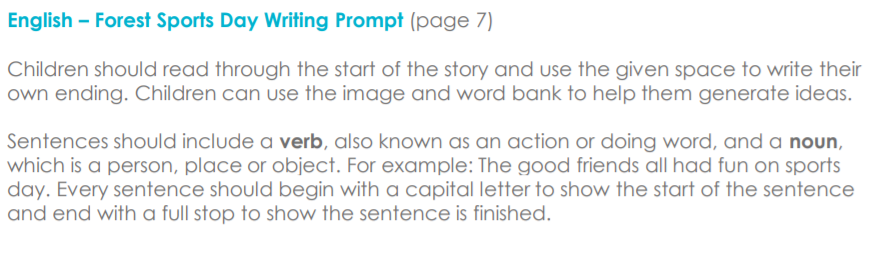 English – Forest Sports Day Writing Prompt (page 7)
Children should read through the start of the story and use the given space to write their
own ending. Children can use the image and word bank to help them generate ideas.
Sentences should include a verb, also known as an action or doing word, and a noun,
which is a person, place or object. For example: The good friends all had fun on sports
day. Every sentence should begin with a capital letter to show the start of the sentence
and end with a full stop to show the sentence is finished.